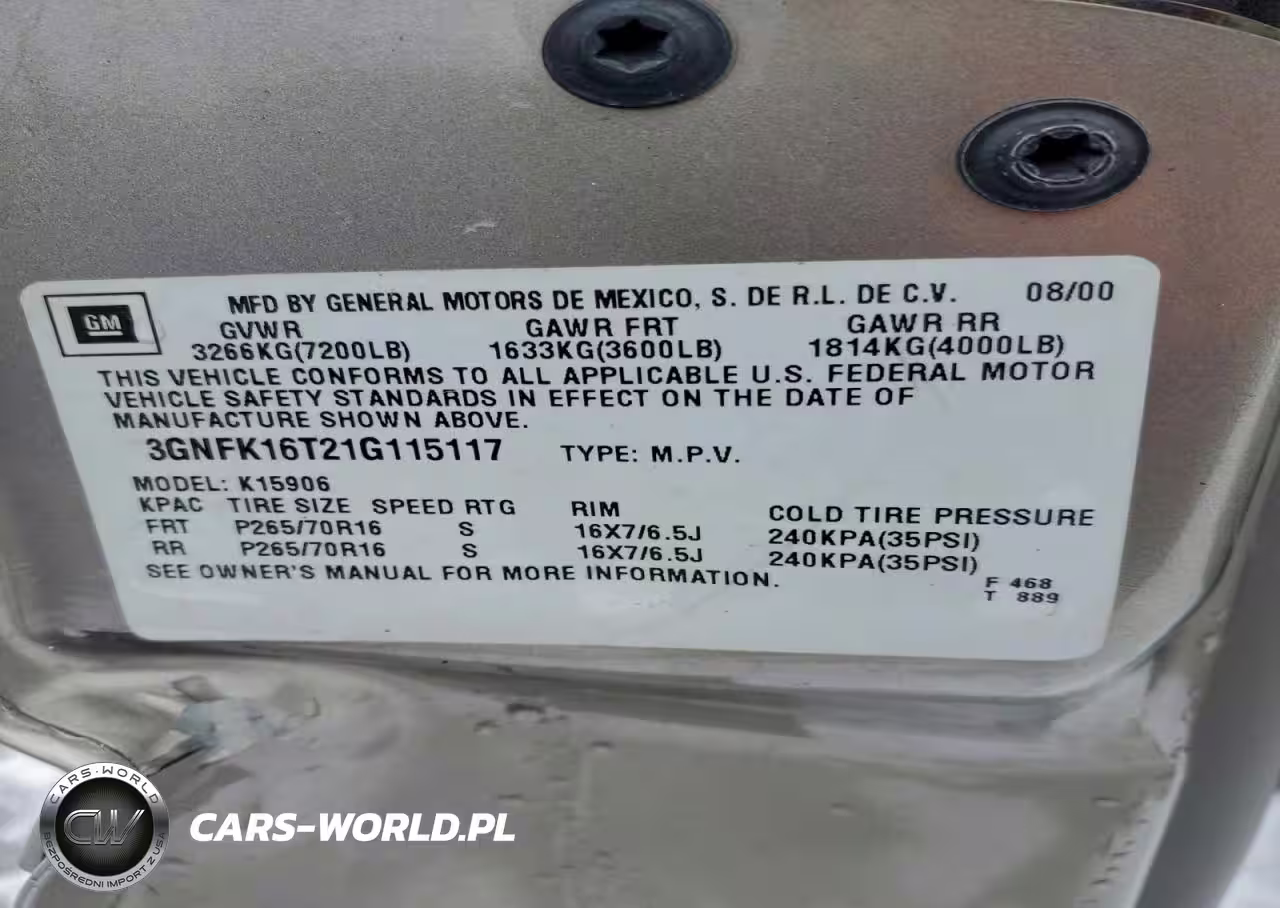 GM
MFD BY GENERAL MOTORS DE MEXICO, S. DE R.L. DE C.V. 08/00
GVWR GAWR FRT GAWR RR
3266KG(7200LB) 1633KG(3600LB) 1814KG(4000LB)
THIS VEHICLE CONFORMS TO ALL APPLICABLE U.S. FEDERAL MOTOR
VEHICLE SAFETY STANDARDS IN EFFECT ON THE DATE OF
MANUFACTURE SHOWN ABOVE.
3GNFK16T21G115117 TYPE: M.P.V.
MODEL: K15906
KPAC TIRE SIZE SPEED RTG RIM COLD TIRE PRESSURE
FRT P265/70R16 S 16X7/6.5J 240KPA(35PSI)
RR P265/70R16 S 16X7/6.5J 240KPA(35PSI)
SEE OWNER'S MANUAL FOR MORE INFORMATION.
F 468
T 889
CARS-WORLD
CW
BEZPOŚREDNI IMPORT Z USA
CARS-WORLD.PL